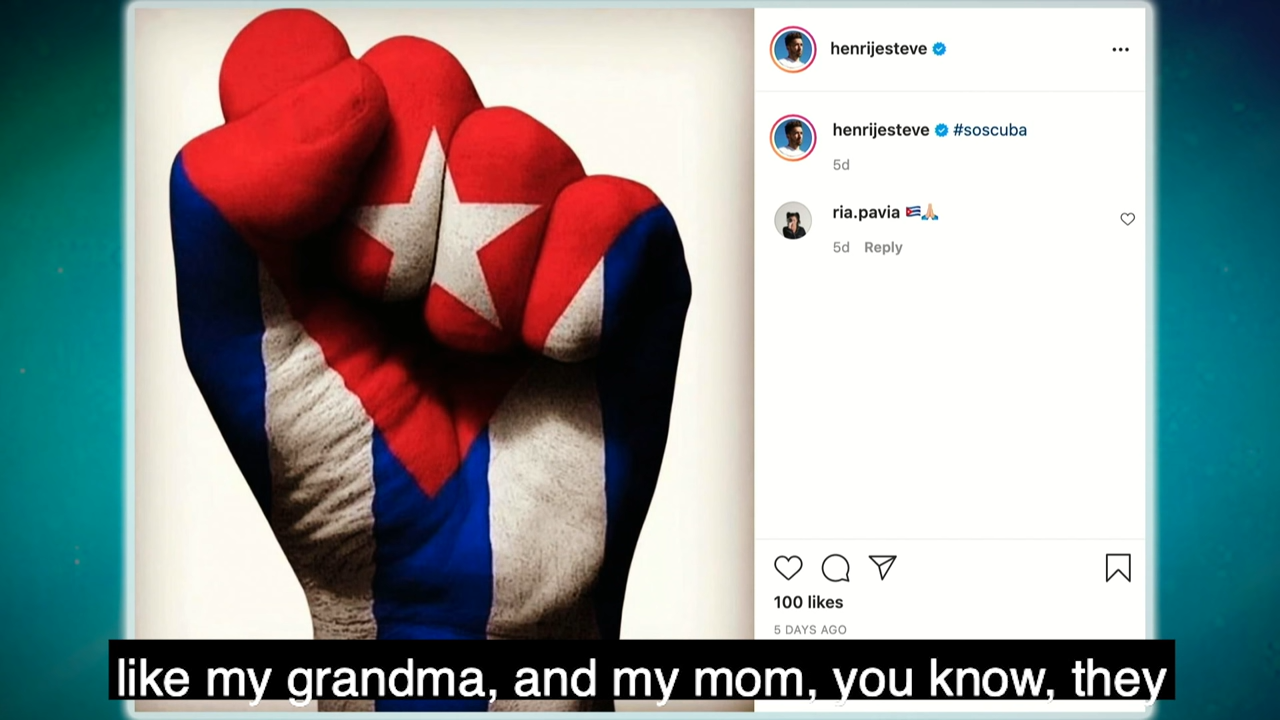 henrijesteve
henrijesteve #soscuba
5d
ria.pavia 🇨🇺🙏🏼
5d Reply
100 likes
5 DAYS AGO
like my grandma, and my mom, you know, they